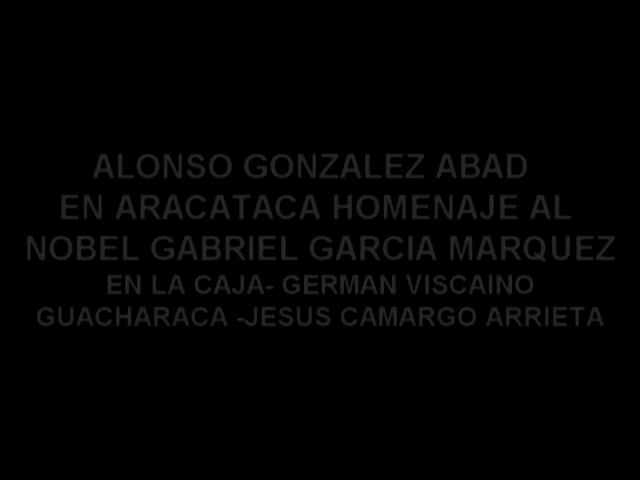 ALONSO GONZALEZ ABAD
EN ARACATACA HOMENAJE AL
NOBEL GABRIEL GARCIA MARQUEZ
EN LA CAJA- GERMAN VISCAINO
GUACHARACA -JESUS CAMARGO ARRIETA